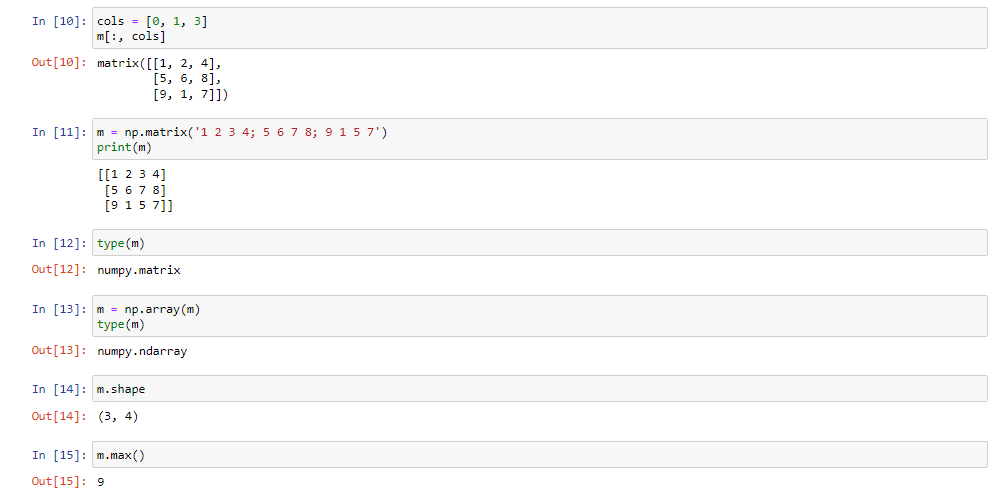 In [10]: cols = [0, 1, 3]
m[:, cols]
Out[10]: matrix([[1, 2, 4],
        [5, 6, 8],
        [9, 1, 7]])
In [11]: m = np.matrix('1 2 3 4; 5 6 7 8; 9 1 5 7')
print(m)
[[1 2 3 4]
 [5 6 7 8]
 [9 1 5 7]]
In [12]: type(m)
Out[12]: numpy.matrix
In [13]: m = np.array(m)
type(m)
Out[13]: numpy.ndarray
In [14]: m.shape
Out[14]: (3, 4)
In [15]: m.max()
Out[15]: 9